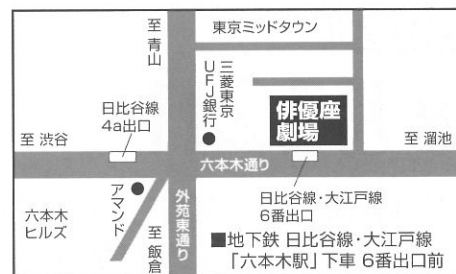 至 青山
東京ミッドタウン
三菱東京
UFJ銀行
日比谷線
4a出口
俳優座
劇場
至 渋谷
至 溜池
六本木通り
アマンド
外苑東通り
日比谷線・大江戸線
6番出口
六本木
ヒルズ
至 飯倉
■地下鉄 日比谷線・大江戸線
「六本木駅」下車 6番出口前